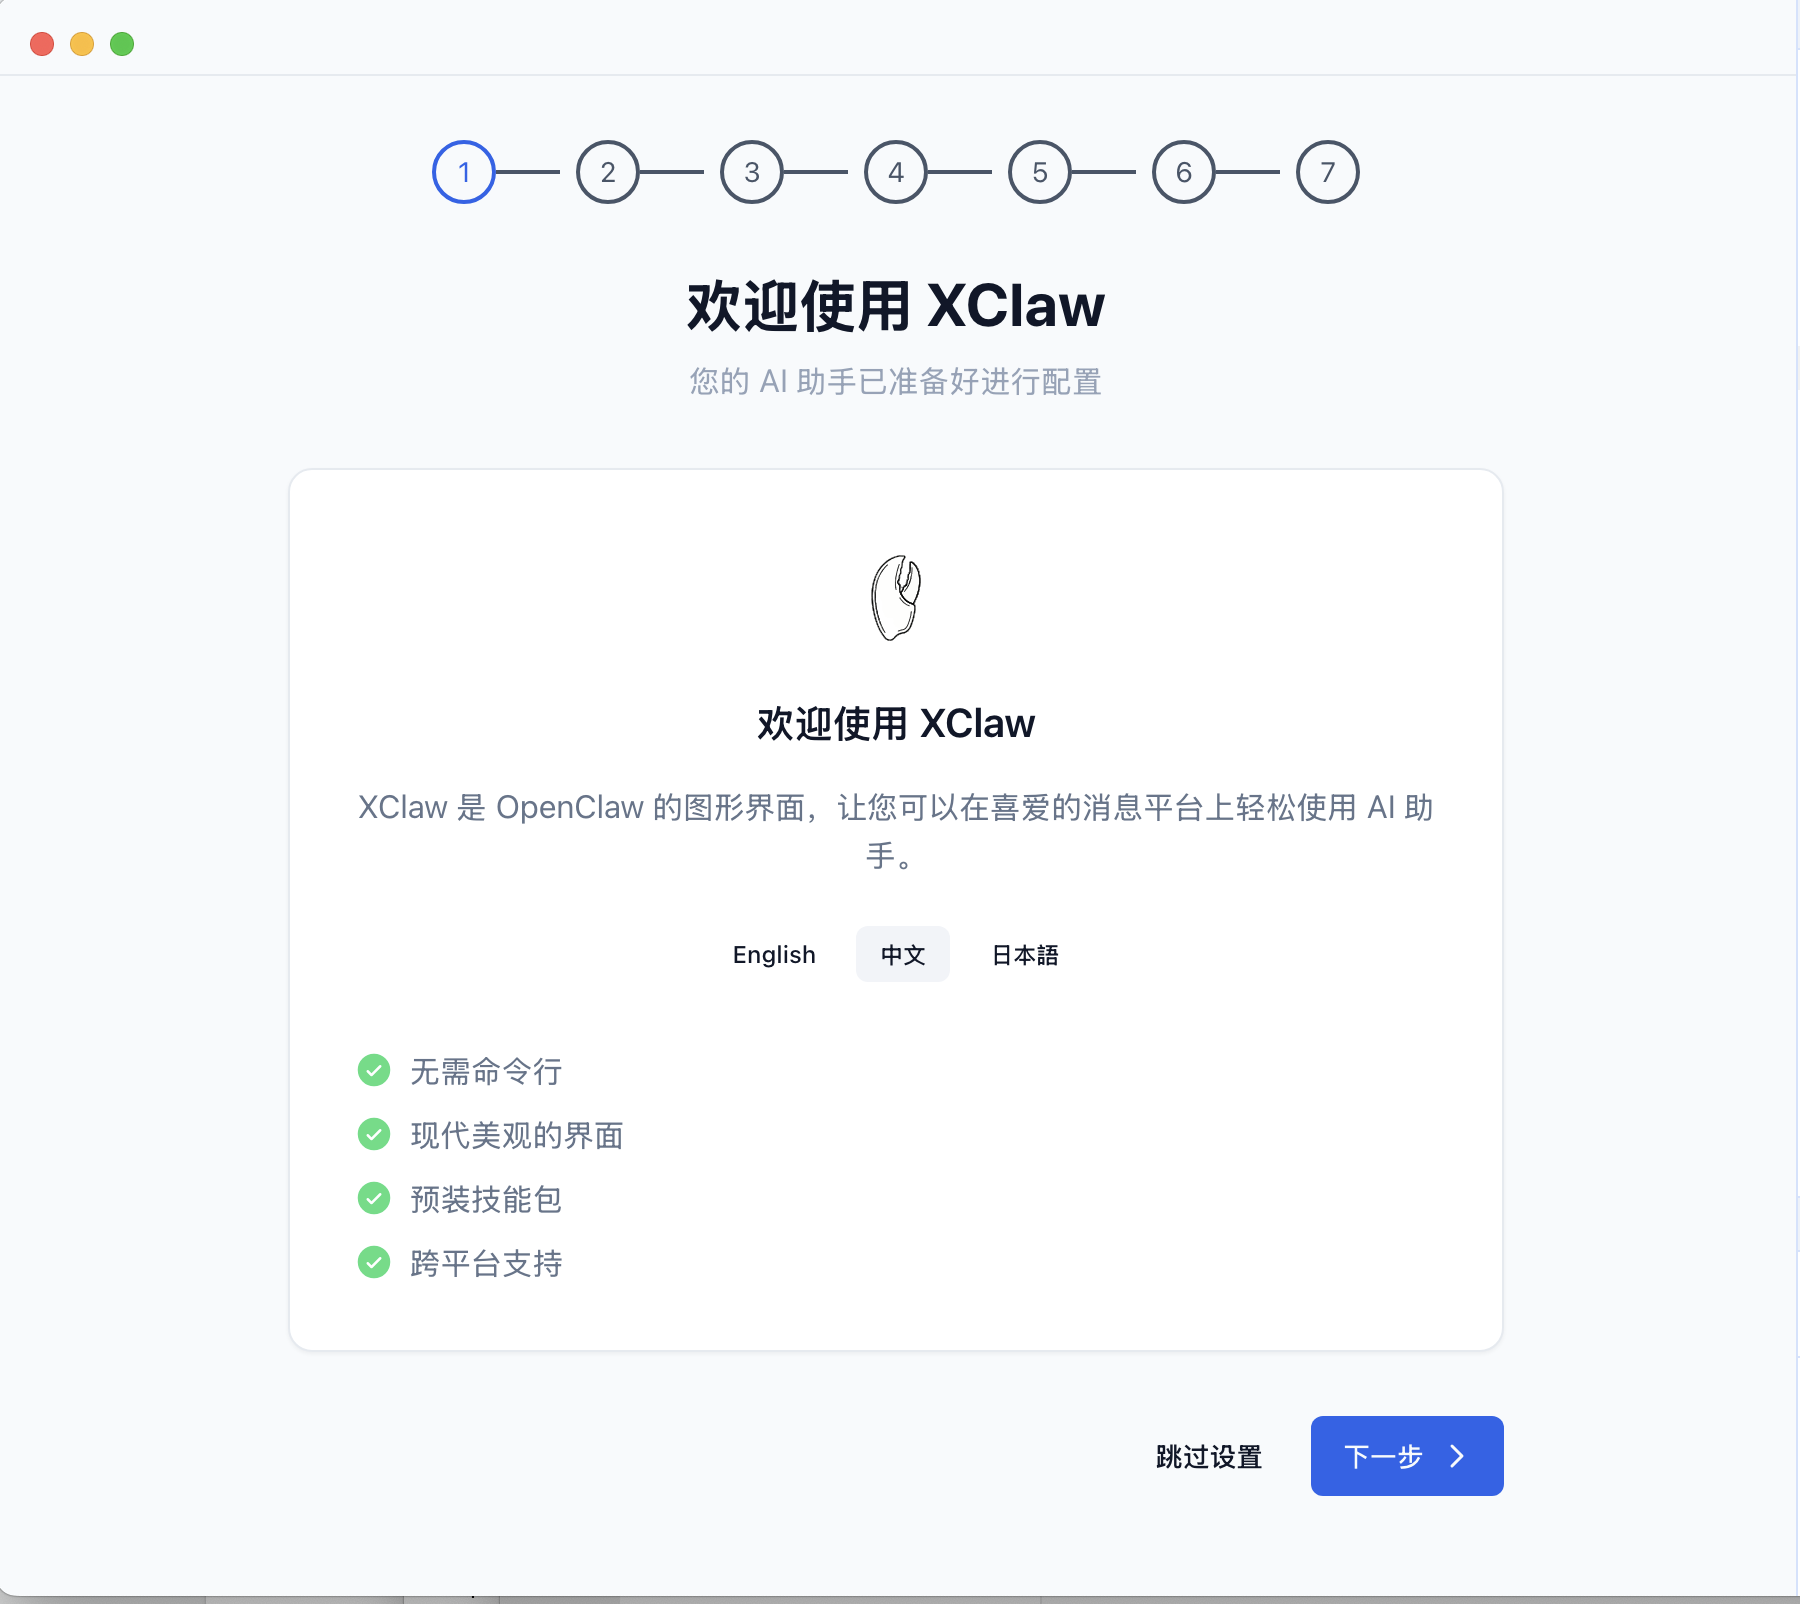 1 2 3 4 5 6 7
欢迎使用 XClaw
您的 AI 助手已准备好进行配置
欢迎使用 XClaw
XClaw 是 OpenClaw 的图形界面，让您可以在喜爱的消息平台上轻松使用 AI 助
手。
English 中文 日本語
无需命令行
现代美观的界面
预装技能包
跨平台支持
跳过设置 下一步